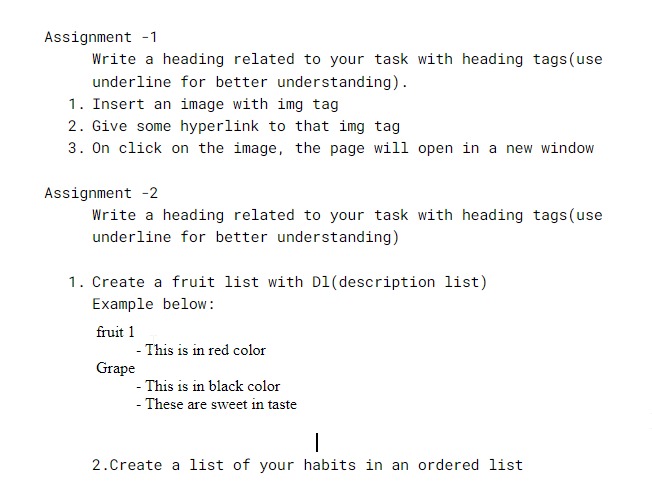 Assignment -1
Write a heading related to your task with heading tags(use
underline for better understanding).
1. Insert an image with img tag
2. Give some hyperlink to that img tag
3. On click on the image, the page will open in a new window
Assignment -2
Write a heading related to your task with heading tags(use
underline for better understanding)
1. Create a fruit list with Dl(description list)
Example below:
fruit 1
- This is in red color
Grape
- This is in black color
- These are sweet in taste
2.Create a list of your habits in an ordered list